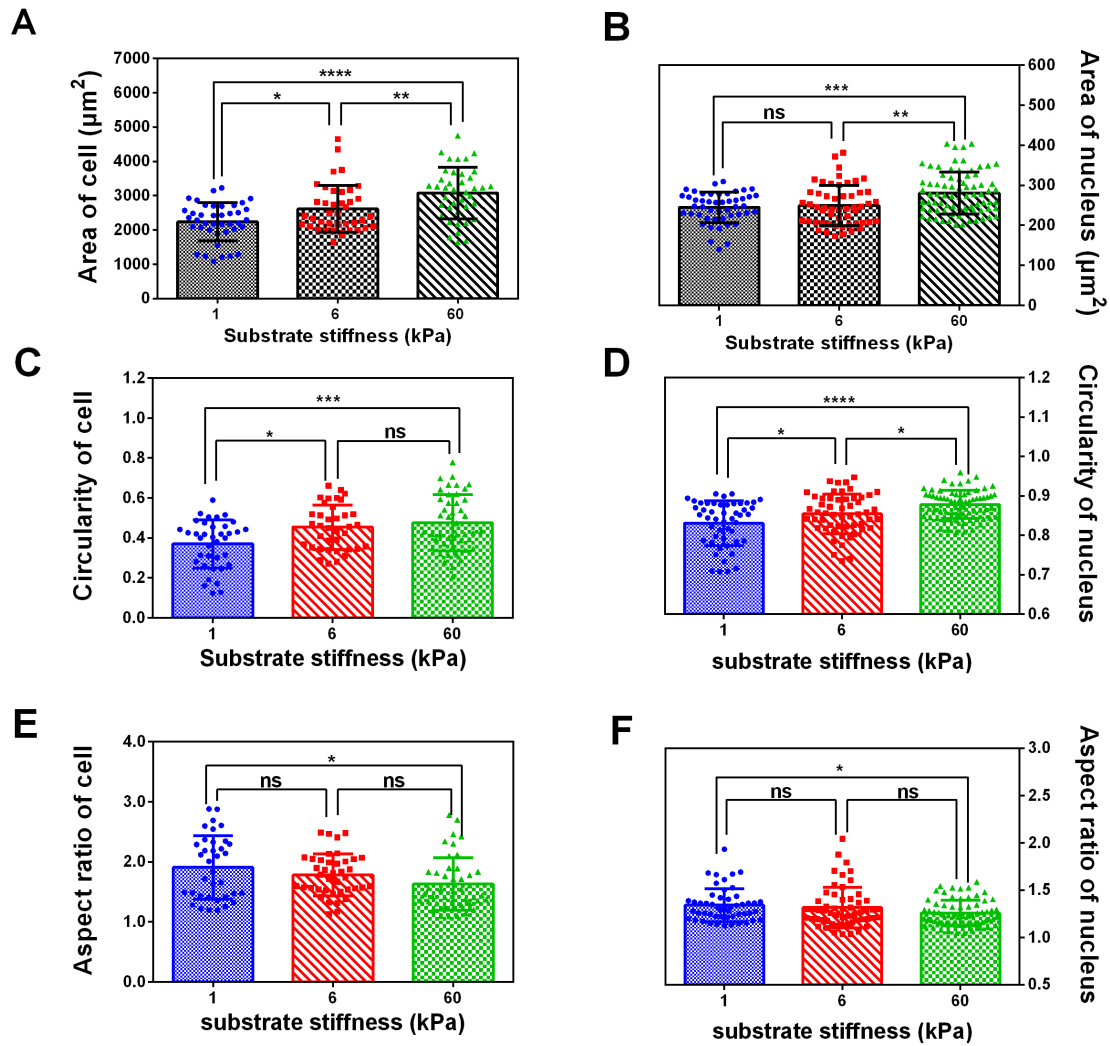 A
Area of cell (µm²)
7000
6000
5000
4000
3000
2000
1000
0
****
*
**
1
6
60
Substrate stiffness (kPa)
B
Area of nucleus (µm²)
600
500
400
300
200
100
0
***
ns
**
1
6
60
Substrate stiffness (kPa)
C
Circularity of cell
1.2
1.0
0.8
0.6
0.4
0.2
0.0
***
*
ns
1
6
60
Substrate stiffness (kPa)
D
Circularity of nucleus
1.2
1.1
1.0
0.9
0.8
0.7
0.6
****
*
*
1
6
60
substrate stiffness (kPa)
E
Aspect ratio of cell
4.0
3.0
2.0
1.0
0.0
*
ns
ns
1
6
60
substrate stiffness (kPa)
F
Aspect ratio of nucleus
3.0
2.5
2.0
1.5
1.0
0.5
*
ns
ns
1
6
60
substrate stiffness (kPa)